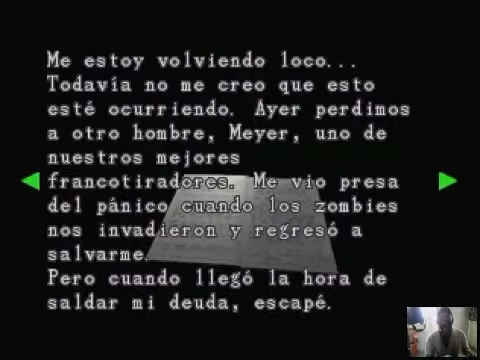 Me estoy volviendo loco...
Todavía no me creo que esto
esté ocurriendo. Ayer perdimos
a otro hombre, Meyer, uno de
nuestros mejores
francotiradores. Me vio presa
del pánico cuando los zombies
nos invadieron y regresó a
salvarme.
Pero cuando llegó la hora de
saldar mi deuda, escapé.